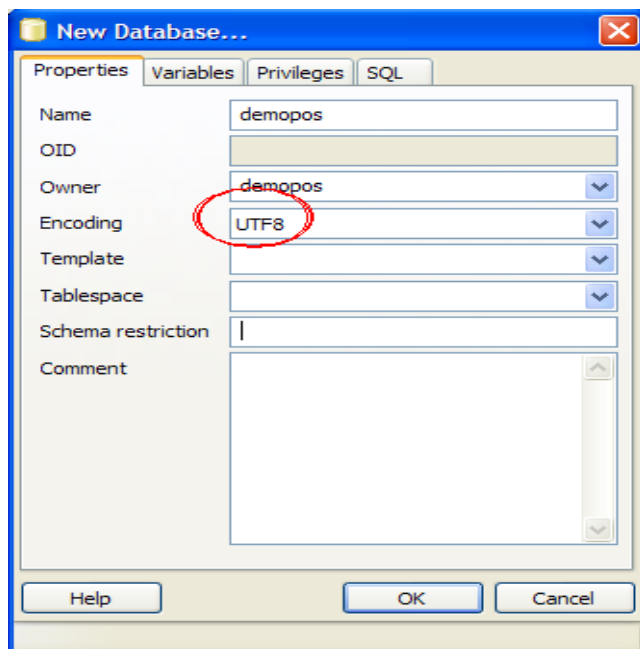 New Database...
Properties Variables Privileges SQL
Name demopos
OID
Owner demopos
Encoding UTF8
Template
Tablespace
Schema restriction
Comment
Help OK Cancel